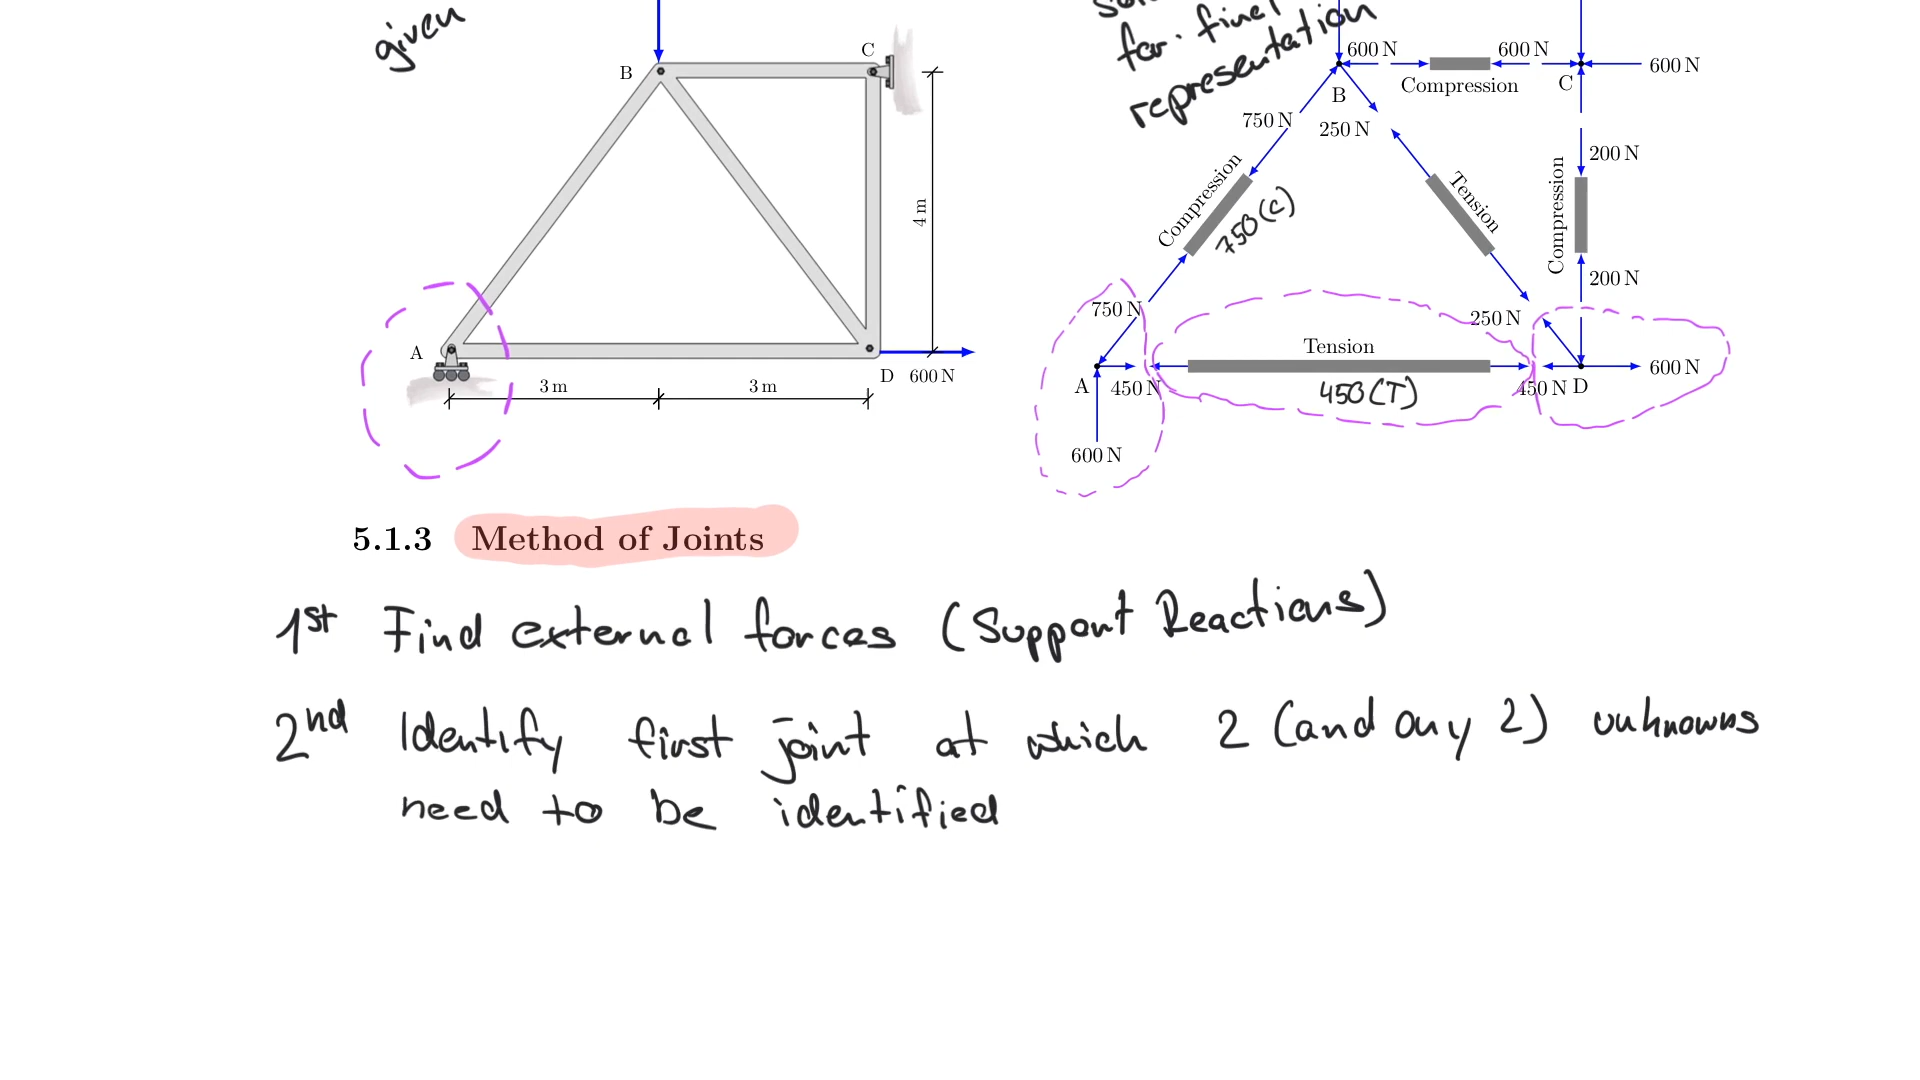 given
B
C
4 m
A
3 m
3 m
D 600 N
for final
representation
600 N
600 N
600 N
B
Compression
C
750 N
250 N
200 N
Compression
750(C)
Tension
Compression
200 N
750 N
250 N
Tension
A
450 N
450(T)
450 N D
600 N
600 N
5.1.3 Method of Joints
1st Find external forces (Support Reactions)
2nd Identify first joint at which 2 (and any 2) unknowns
need to be identified